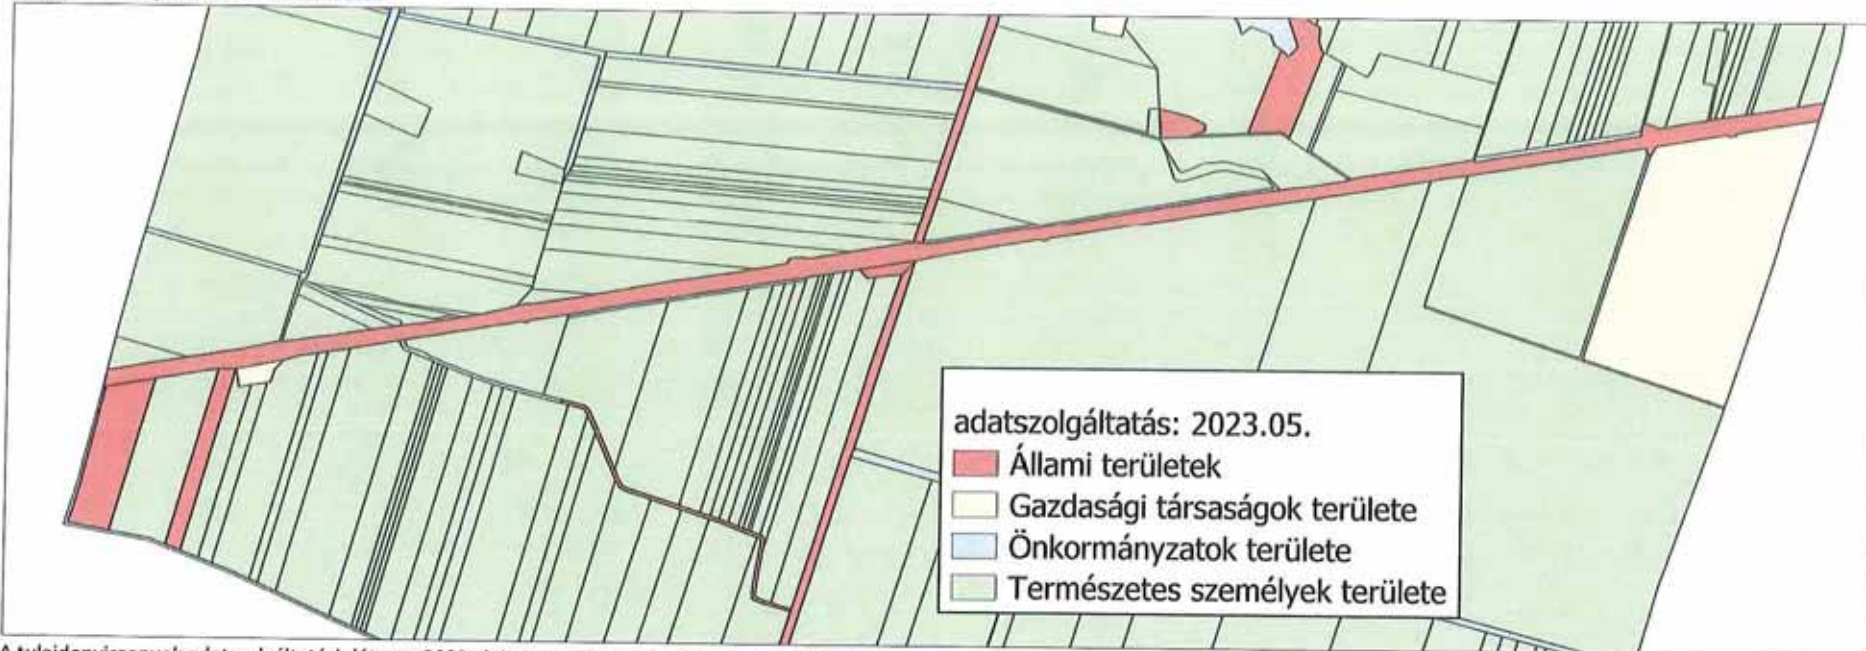 adatszolgáltatás: 2023.05.
Állami területek
Gazdasági társaságok területe
Önkormányzatok területe
Természetes személyek területe